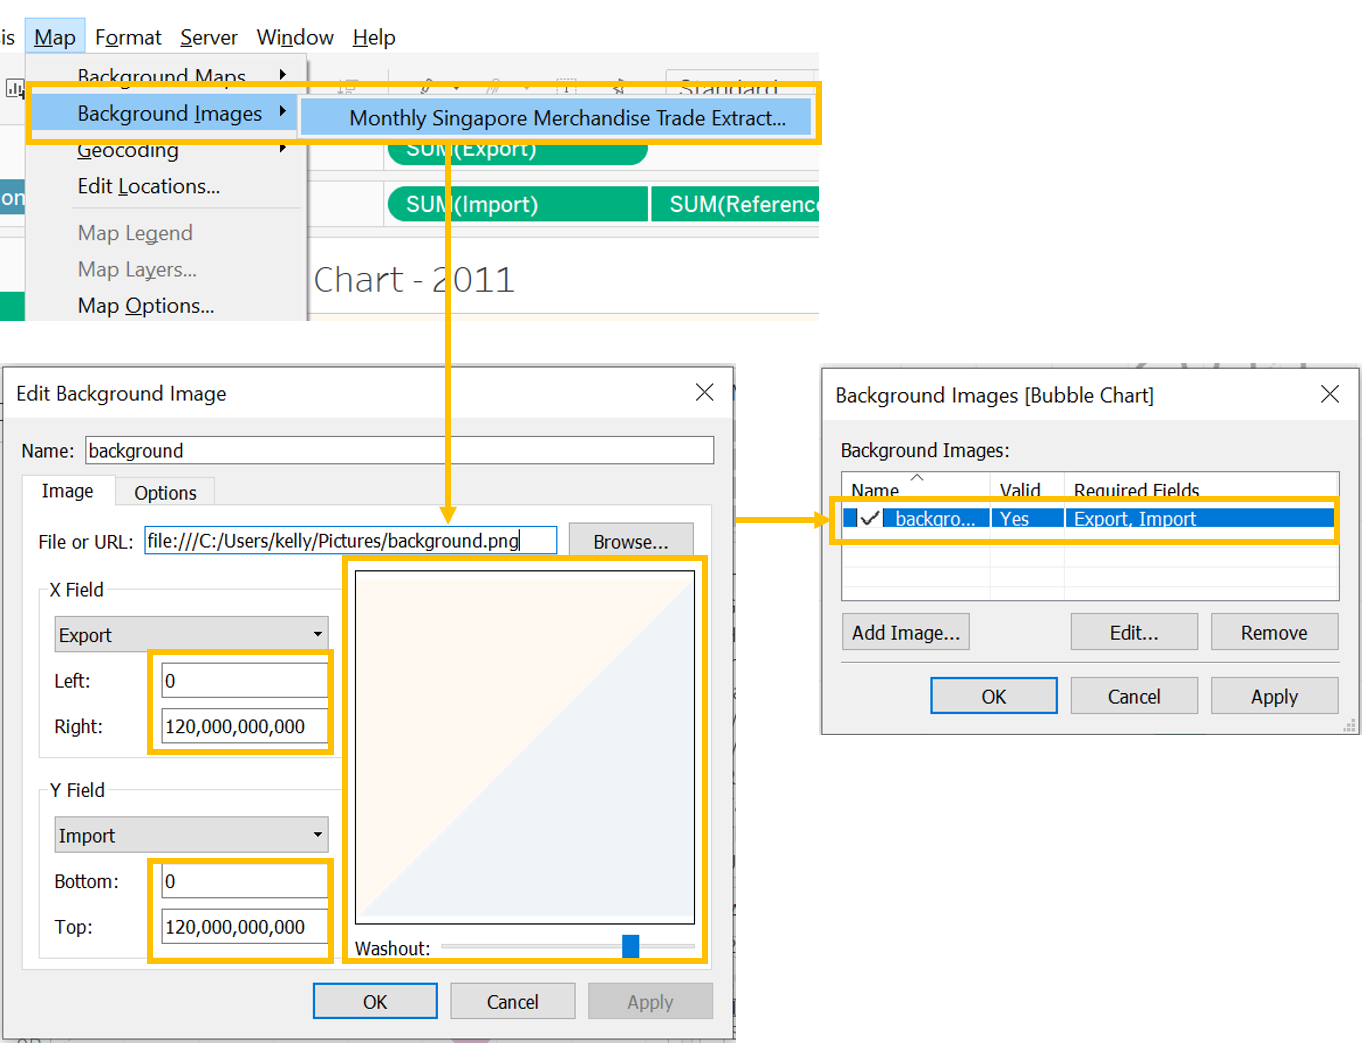 is Map Format Server Window Help
Background Maps
Standard
Background Images Monthly Singapore Merchandise Trade Extract...
Geocoding
SUM(Export)
Edit Locations...
on
SUM(Import) SUM(Reference
Map Legend
Map Layers...
Chart - 2011
Map Options...
Edit Background Image
Name: background
Image Options
File or URL: file:///C:/Users/kelly/Pictures/background.png Browse...
X Field
Export
Left: 0
Right: 120,000,000,000
Y Field
Import
Bottom: 0
Top: 120,000,000,000
Washout:
OK Cancel Apply
Background Images [Bubble Chart]
Background Images:
Name Valid Required Fields
backgro... Yes Export, Import
Add Image... Edit... Remove
OK Cancel Apply